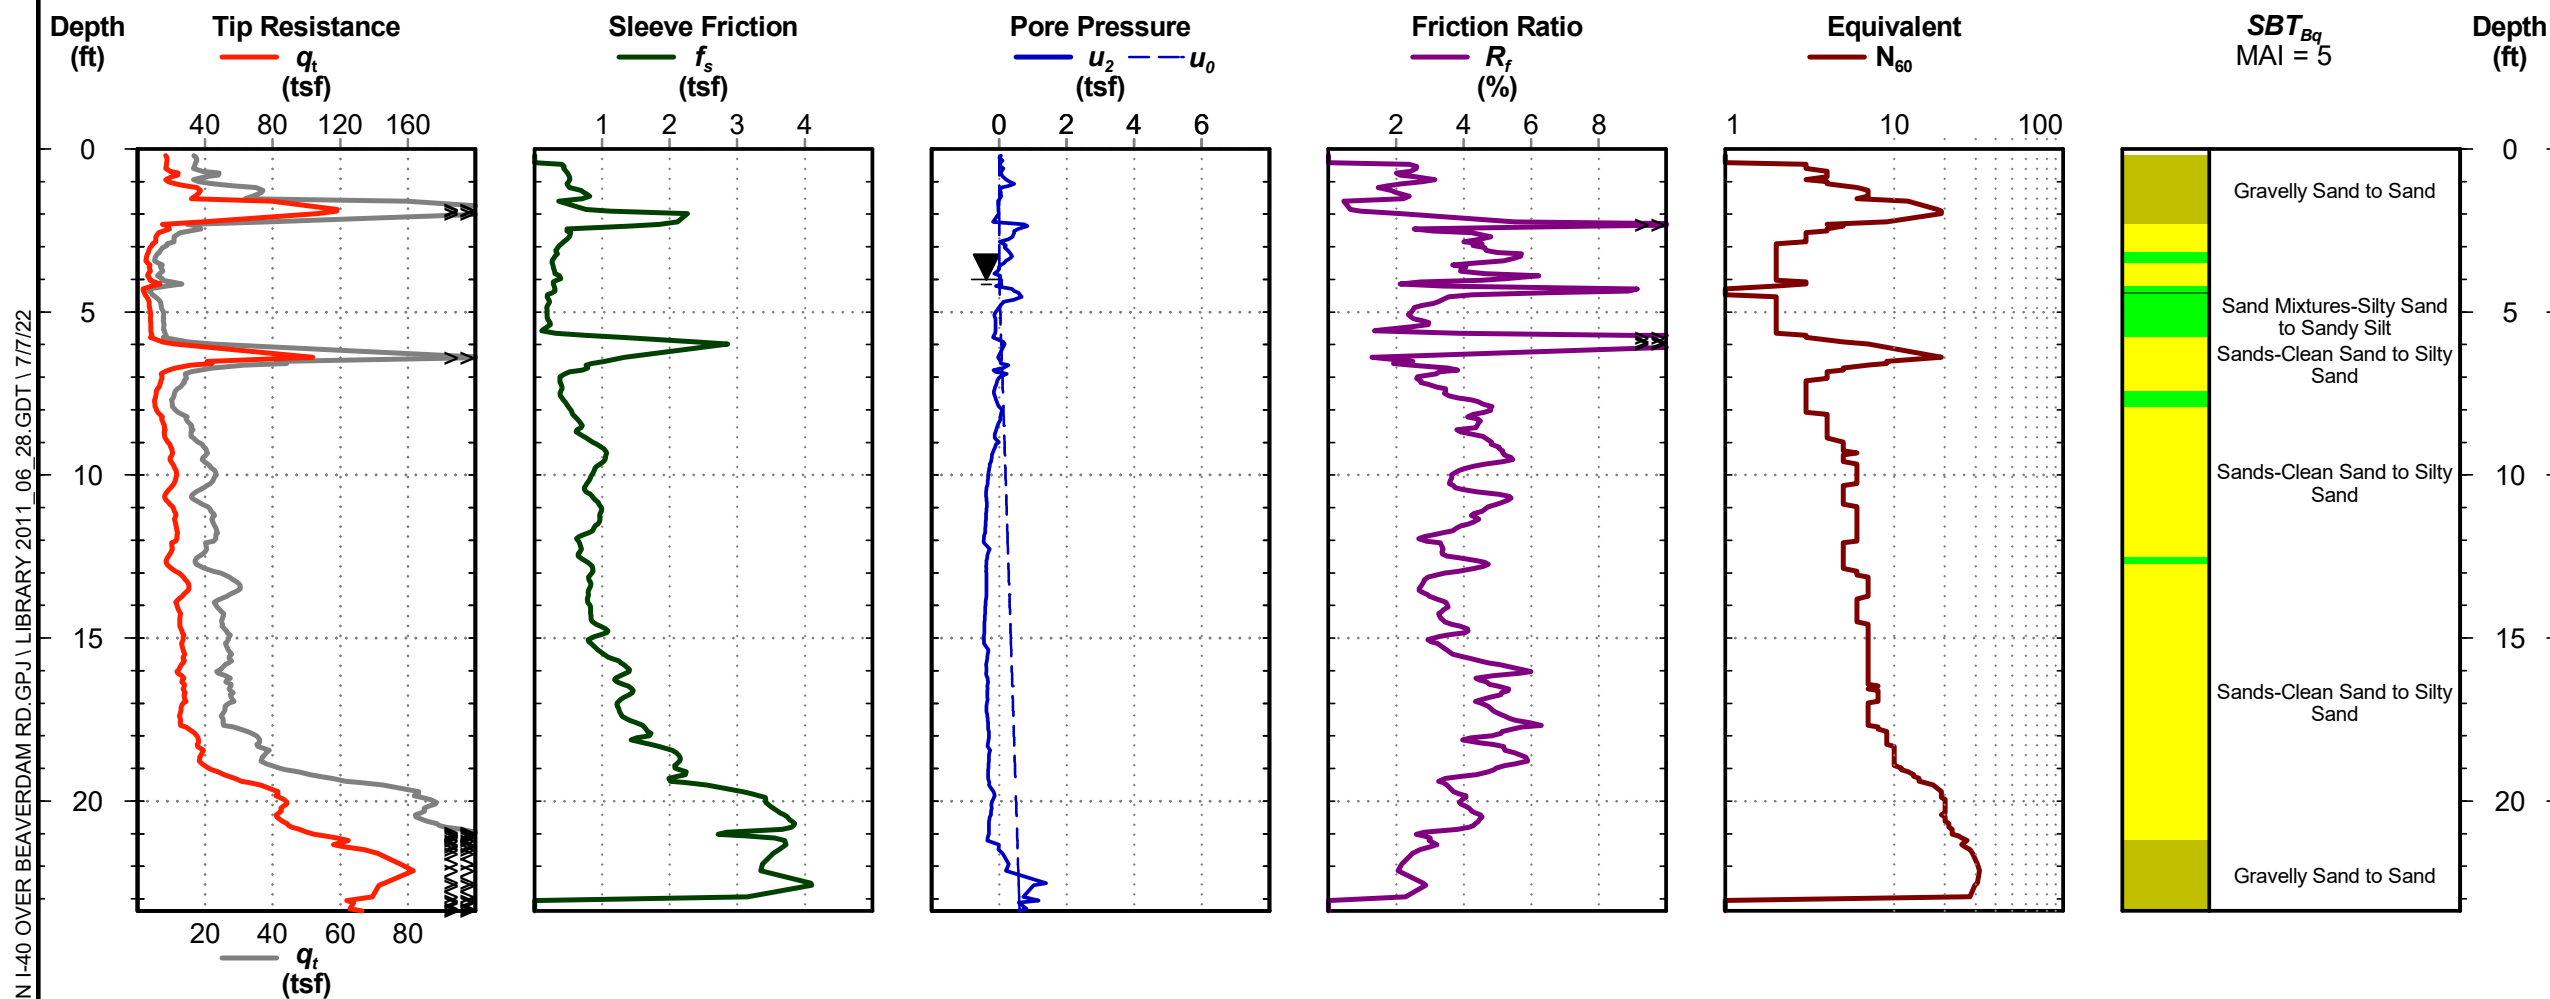 Depth
(ft)
Tip Resistance
qt
(tsf)
40 80 120 160
Sleeve Friction
fs
(tsf)
1 2 3 4
Pore Pressure
u2 u0
(tsf)
0 2 4 6
Friction Ratio
Rf
(%)
2 4 6 8
Equivalent
N60
1 10 100
SBTBq
MAI = 5
Depth
(ft)
0
5
10
15
20
Gravelly Sand to Sand
Sand Mixtures-Silty Sand
to Sandy Silt
Sands-Clean Sand to Silty
Sand
Sands-Clean Sand to Silty
Sand
Sands-Clean Sand to Silty
Sand
Gravelly Sand to Sand
0
5
10
15
20
20 40 60 80
qt
(tsf)
N I-40 OVER BEAVERDAM RD.GPJ \ LIBRARY 2011_06_28.GDT \ 7/7/22